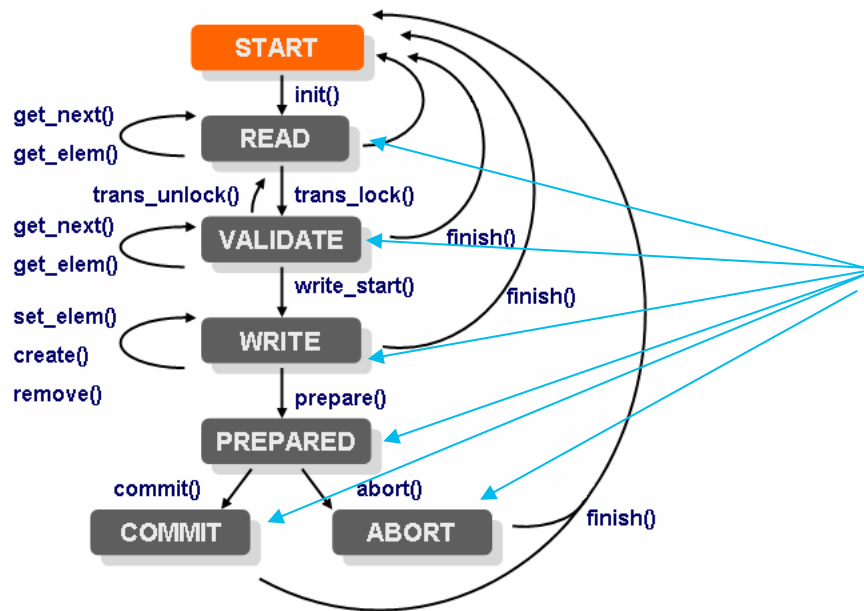 START
init()
get_next()
READ
get_elem()
trans_unlock()
trans_lock()
get_next()
VALIDATE
finish()
get_elem()
write_start()
finish()
set_elem()
WRITE
create()
remove()
prepare()
PREPARED
commit()
abort()
COMMIT
ABORT
finish()